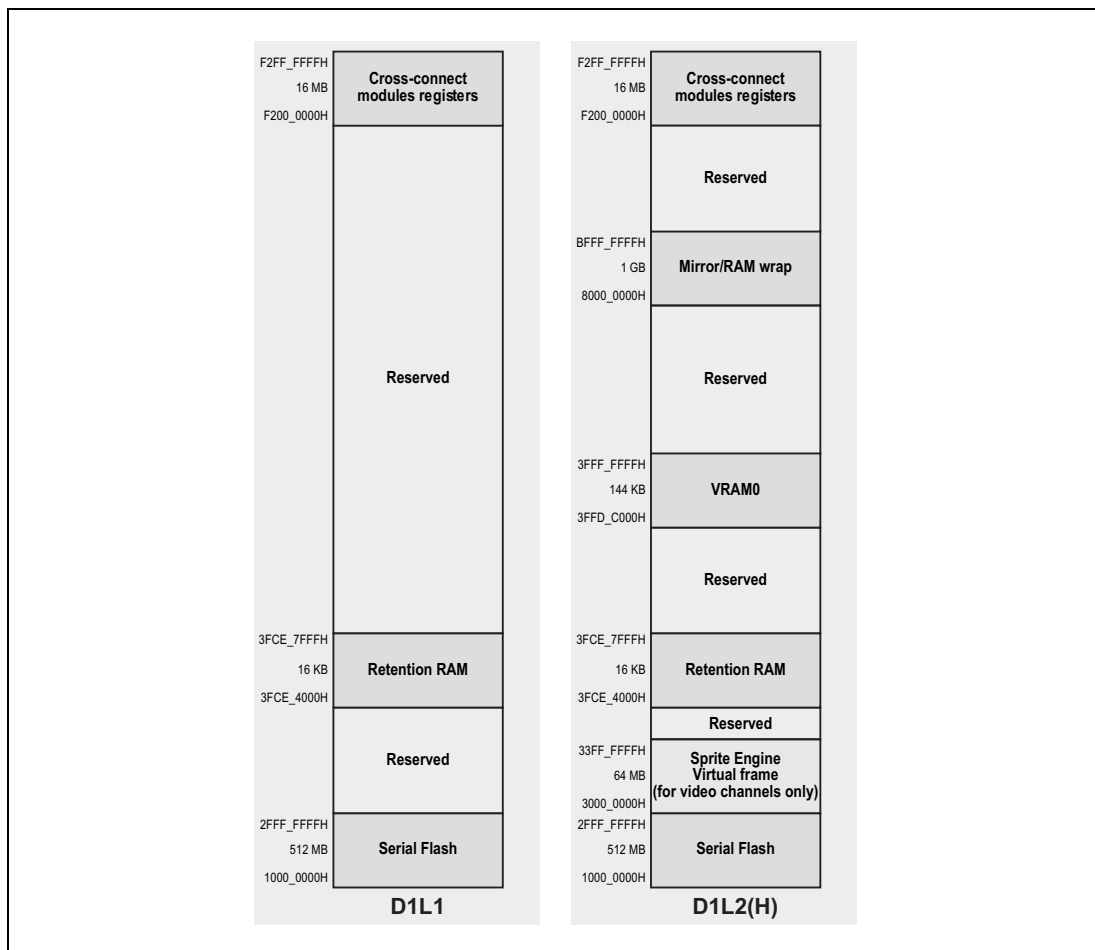 F2FF_FFFFH
16 MB
F200_0000H
Cross-connect
modules registers
Reserved
3FCE_7FFFH
16 KB
3FCE_4000H
Retention RAM
Reserved
2FFF_FFFFH
512 MB
1000_0000H
Serial Flash
D1L1
F2FF_FFFFH
16 MB
F200_0000H
Cross-connect
modules registers
Reserved
BFFF_FFFFH
1 GB
8000_0000H
Mirror/RAM wrap
Reserved
3FFF_FFFFH
144 KB
3FFD_C000H
VRAM0
Reserved
3FCE_7FFFH
16 KB
3FCE_4000H
Retention RAM
Reserved
33FF_FFFFH
64 MB
3000_0000H
Sprite Engine
Virtual frame
(for video channels only)
2FFF_FFFFH
512 MB
1000_0000H
Serial Flash
D1L2(H)